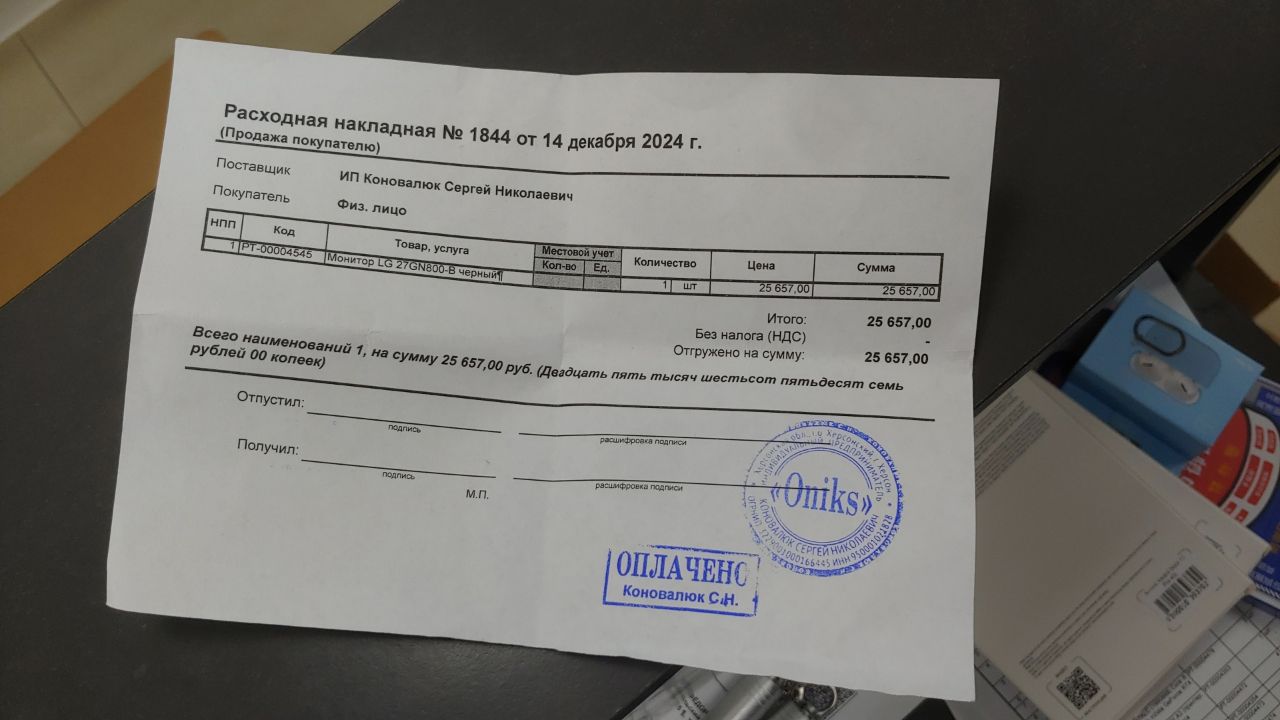 Расходная накладная № 1844 от 14 декабря 2024 г.
(Продажа покупателю)
Поставщик ИП Коновалюк Сергей Николаевич
Покупатель Физ. лицо
НПП Код Товар, услуга Местовой учет Количество Цена Сумма
Кол-во Ед.
1 РТ-00004545 Монитор LG 27GN800-B черный¶ 1 шт 25 657,00 25 657,00
Итого: 25 657,00
Без налога (НДС) -
Отгружено на сумму: 25 657,00
Всего наименований 1, на сумму 25 657,00 руб. (Двадцать пять тысяч шестьсот пятьдесят семь
рублей 00 копеек)
Отпустил:
подпись расшифровка подписи
Получил:
подпись расшифровка подписи
М.П.
Херсонский, г Херсон
ИНДИВИДУАЛЬНЫЙ ПРЕДПРИНИМАТЕЛЬ
«Oniks»
КОНОВАЛЮК СЕРГЕЙ НИКОЛАЕВИЧ
ОПЛАЧЕНО
Коновалюк С.Н.